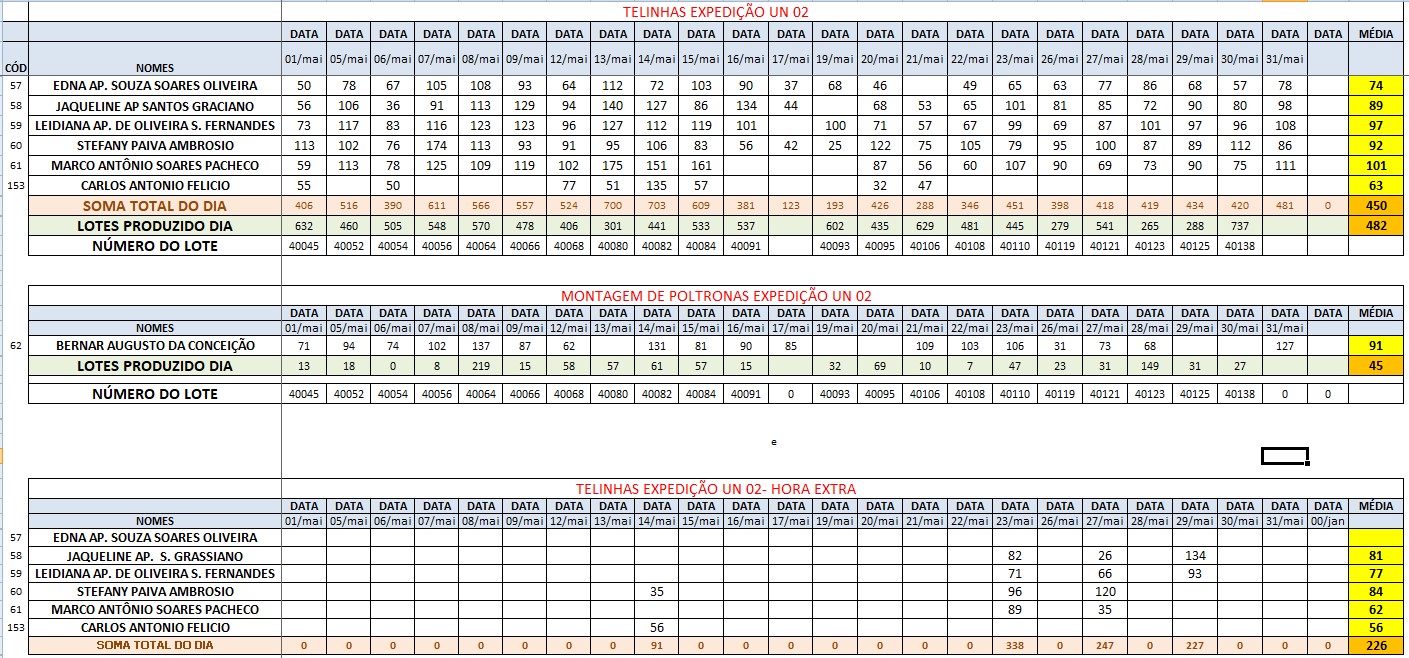 TELINHAS EXPEDIÇÃO UN 02
DATA DATA DATA DATA DATA DATA DATA DATA DATA DATA DATA DATA DATA DATA DATA DATA DATA DATA DATA DATA DATA DATA DATA DATA MÉDIA
CÓD NOMES 01/mai 05/mai 06/mai 07/mai 08/mai 09/mai 12/mai 13/mai 14/mai 15/mai 16/mai 17/mai 19/mai 20/mai 21/mai 22/mai 23/mai 26/mai 27/mai 28/mai 29/mai 30/mai 31/mai
57 EDNA AP. SOUZA SOARES OLIVEIRA 50 78 67 105 108 93 64 112 72 103 90 37 68 46 49 65 63 77 86 68 57 78 74
58 JAQUELINE AP SANTOS GRACIANO 56 106 36 91 113 129 94 140 127 86 134 44 68 53 65 101 81 85 72 90 80 98 89
59 LEIDIANA AP. DE OLIVEIRA S. FERNANDES 73 117 83 116 123 123 96 127 112 119 101 100 71 57 67 99 69 87 101 97 96 108 97
60 STEFANY PAIVA AMBROSIO 113 102 76 174 113 93 91 95 106 83 56 42 25 122 75 105 79 95 100 87 89 112 86 92
61 MARCO ANTÔNIO SOARES PACHECO 59 113 78 125 109 119 102 175 151 161 87 56 60 107 90 69 73 90 75 111 101
153 CARLOS ANTONIO FELICIO 55 50 77 51 135 57 32 47 63
SOMA TOTAL DO DIA 406 516 390 611 566 557 524 700 703 609 381 123 193 426 288 346 451 398 418 419 434 420 481 0 450
LOTES PRODUZIDO DIA 632 460 505 548 570 478 406 301 441 533 537 602 435 629 481 445 279 541 265 288 737 482
NÚMERO DO LOTE 40045 40052 40054 40056 40064 40066 40068 40080 40082 40084 40091 40093 40095 40106 40108 40110 40119 40121 40123 40125 40138
MONTAGEM DE POLTRONAS EXPEDIÇÃO UN 02
DATA DATA DATA DATA DATA DATA DATA DATA DATA DATA DATA DATA DATA DATA DATA DATA DATA DATA DATA DATA DATA DATA DATA DATA MÉDIA
NOMES 01/mai 05/mai 06/mai 07/mai 08/mai 09/mai 12/mai 13/mai 14/mai 15/mai 16/mai 17/mai 19/mai 20/mai 21/mai 22/mai 23/mai 26/mai 27/mai 28/mai 29/mai 30/mai 31/mai
62 BERNAR AUGUSTO DA CONCEIÇÃO 71 94 74 102 137 87 62 131 81 90 85 109 103 106 31 73 68 127 91
LOTES PRODUZIDO DIA 13 18 0 8 219 15 58 57 61 57 15 32 69 10 7 47 23 31 149 31 27 45
NÚMERO DO LOTE 40045 40052 40054 40056 40064 40066 40068 40080 40082 40084 40091 0 40093 40095 40106 40108 40110 40119 40121 40123 40125 40138 0 0
e
TELINHAS EXPEDIÇÃO UN 02- HORA EXTRA
DATA DATA DATA DATA DATA DATA DATA DATA DATA DATA DATA DATA DATA DATA DATA DATA DATA DATA DATA DATA DATA DATA DATA DATA MÉDIA
NOMES 01/mai 05/mai 06/mai 07/mai 08/mai 09/mai 12/mai 13/mai 14/mai 15/mai 16/mai 17/mai 19/mai 20/mai 21/mai 22/mai 23/mai 26/mai 27/mai 28/mai 29/mai 30/mai 31/mai 00/jan
57 EDNA AP. SOUZA SOARES OLIVEIRA
58 JAQUELINE AP. S. GRASSIANO 82 26 134 81
59 LEIDIANA AP. DE OLIVEIRA S. FERNANDES 71 66 93 77
60 STEFANY PAIVA AMBROSIO 35 96 120 84
61 MARCO ANTÔNIO SOARES PACHECO 89 35 62
153 CARLOS ANTONIO FELICIO 56 56
SOMA TOTAL DO DIA 0 0 0 0 0 0 0 0 91 0 0 0 0 0 0 0 338 0 247 0 227 0 0 0 226